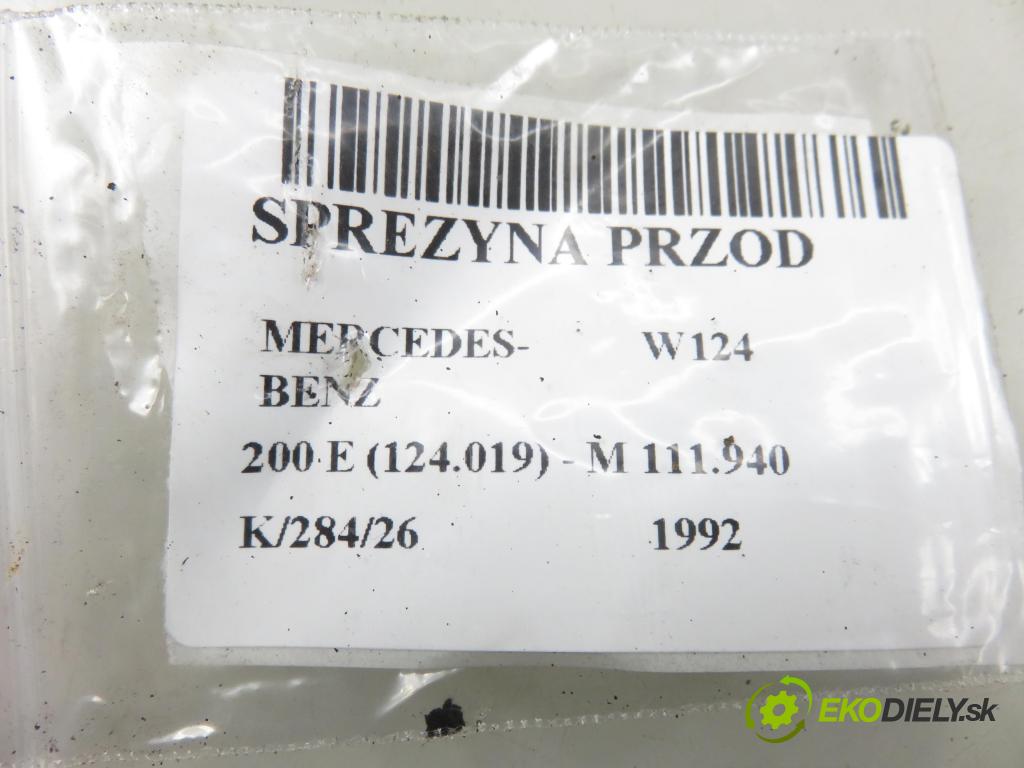 SPREZYNA PRZOD
MERCEDES- W124
BENZ
200 E (124.019) - M 111.940
K/284/26 1992
EKODIELY.sk